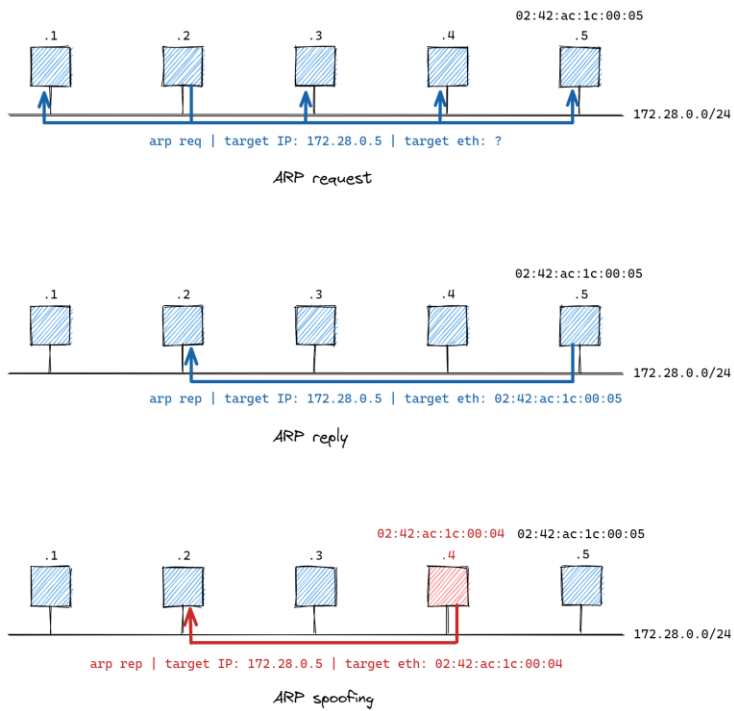 02:42:ac:1c:00:05
.1 .2 .3 .4 .5
172.28.0.0/24
arp req | target IP: 172.28.0.5 | target eth: ?
ARP request
02:42:ac:1c:00:05
.1 .2 .3 .4 .5
172.28.0.0/24
arp rep | target IP: 172.28.0.5 | target eth: 02:42:ac:1c:00:05
ARP reply
02:42:ac:1c:00:04 02:42:ac:1c:00:05
.1 .2 .3 .4 .5
172.28.0.0/24
arp rep | target IP: 172.28.0.5 | target eth: 02:42:ac:1c:00:04
ARP spoofing